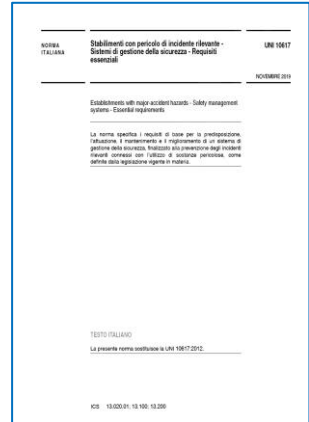 NORMA
ITALIANA
Stabilimenti con pericolo di incidente rilevante -
Sistemi di gestione della sicurezza - Requisiti
essenziali
UNI 10617
NOVEMBRE 2019
Establishments with major-accident hazards - Safety management
systems - Essential requirements
La norma specifica i requisiti di base per la predisposizione,
l'attuazione, il mantenimento e il miglioramento di un sistema di
gestione della sicurezza, finalizzato alla prevenzione degli incidenti
rilevanti connessi con l'utilizzo di sostanze pericolose, come
definite dalla legislazione vigente in materia.
TESTO ITALIANO
La presente norma sostituisce la UNI 10617:2012.
ICS 13.020.01; 13.100; 13.200